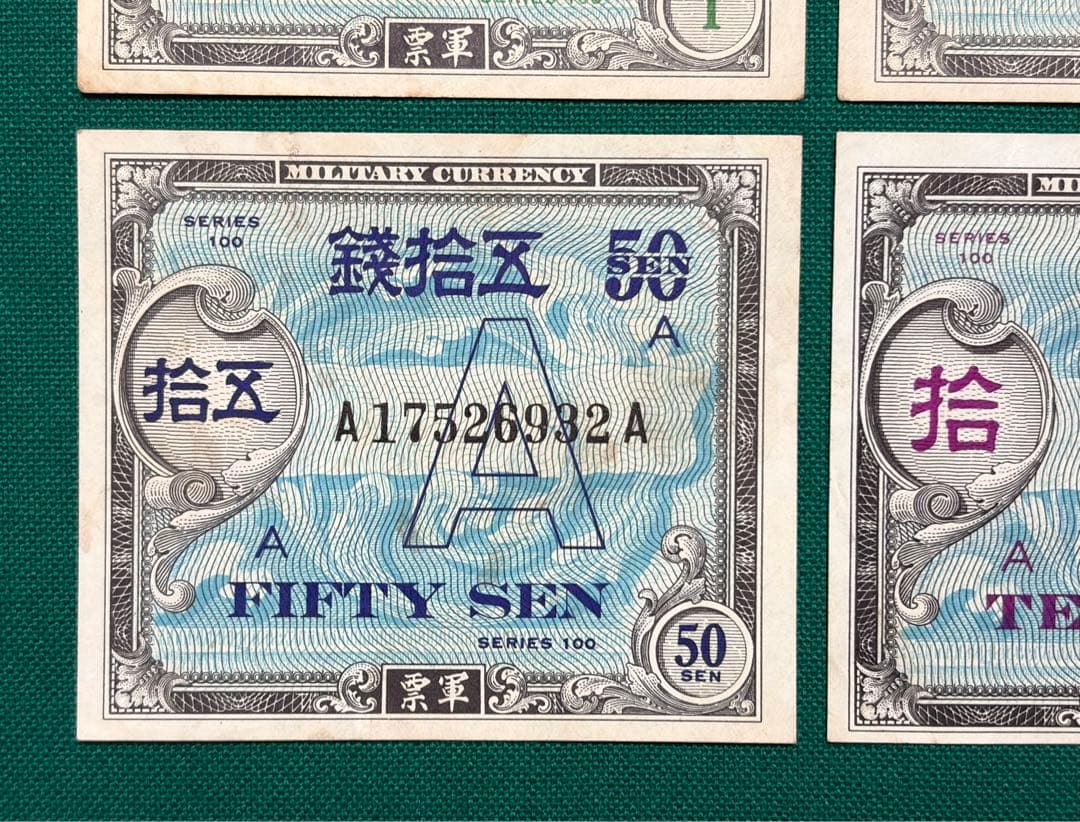 軍票
1
MILITARY CURRENCY
SERIES
100
五拾錢
50
SEN
A
五拾
A
A17526932A
A
FIFTY SEN
SERIES 100
50
SEN
軍票
SERIES
100
拾
A